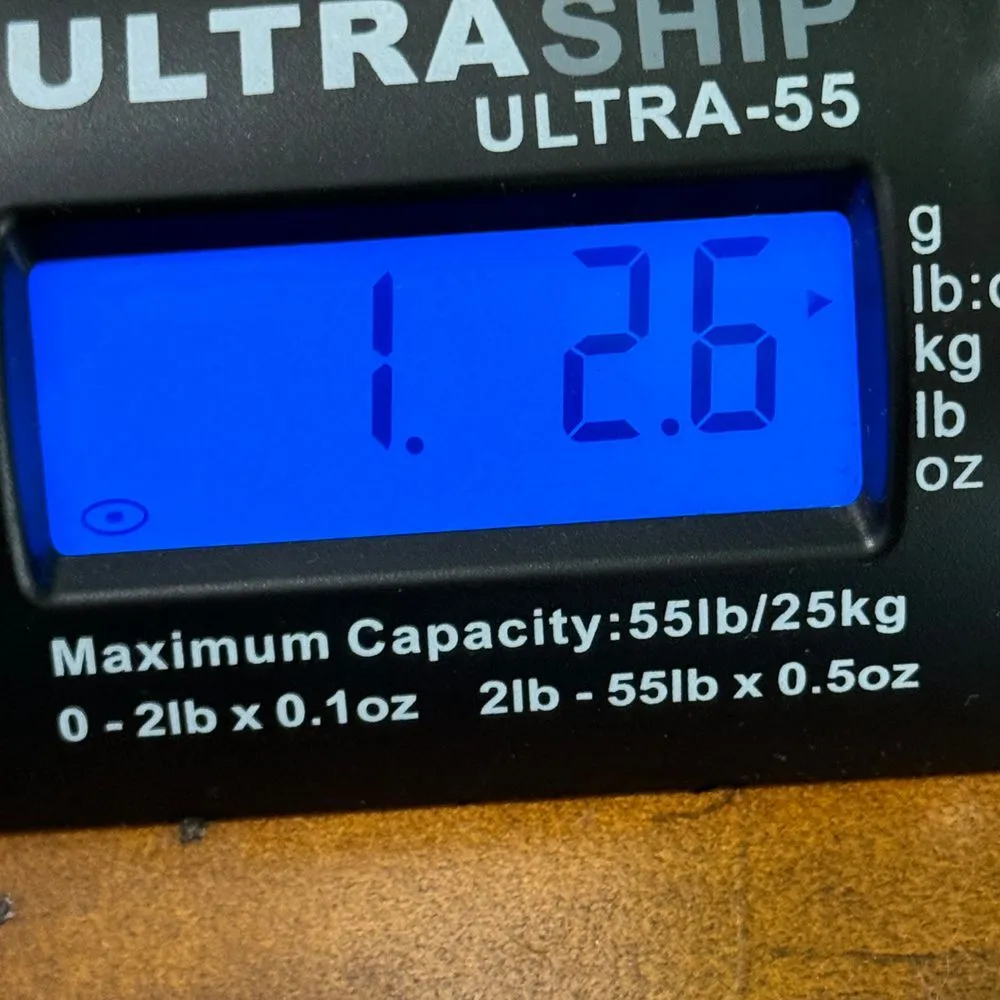 ULTRASHIP
ULTRA-55
1. 2.6
g
lb:
kg
lb
oz
Maximum Capacity:55lb/25kg
0 - 2lb x 0.1oz 2lb - 55lb x 0.5oz